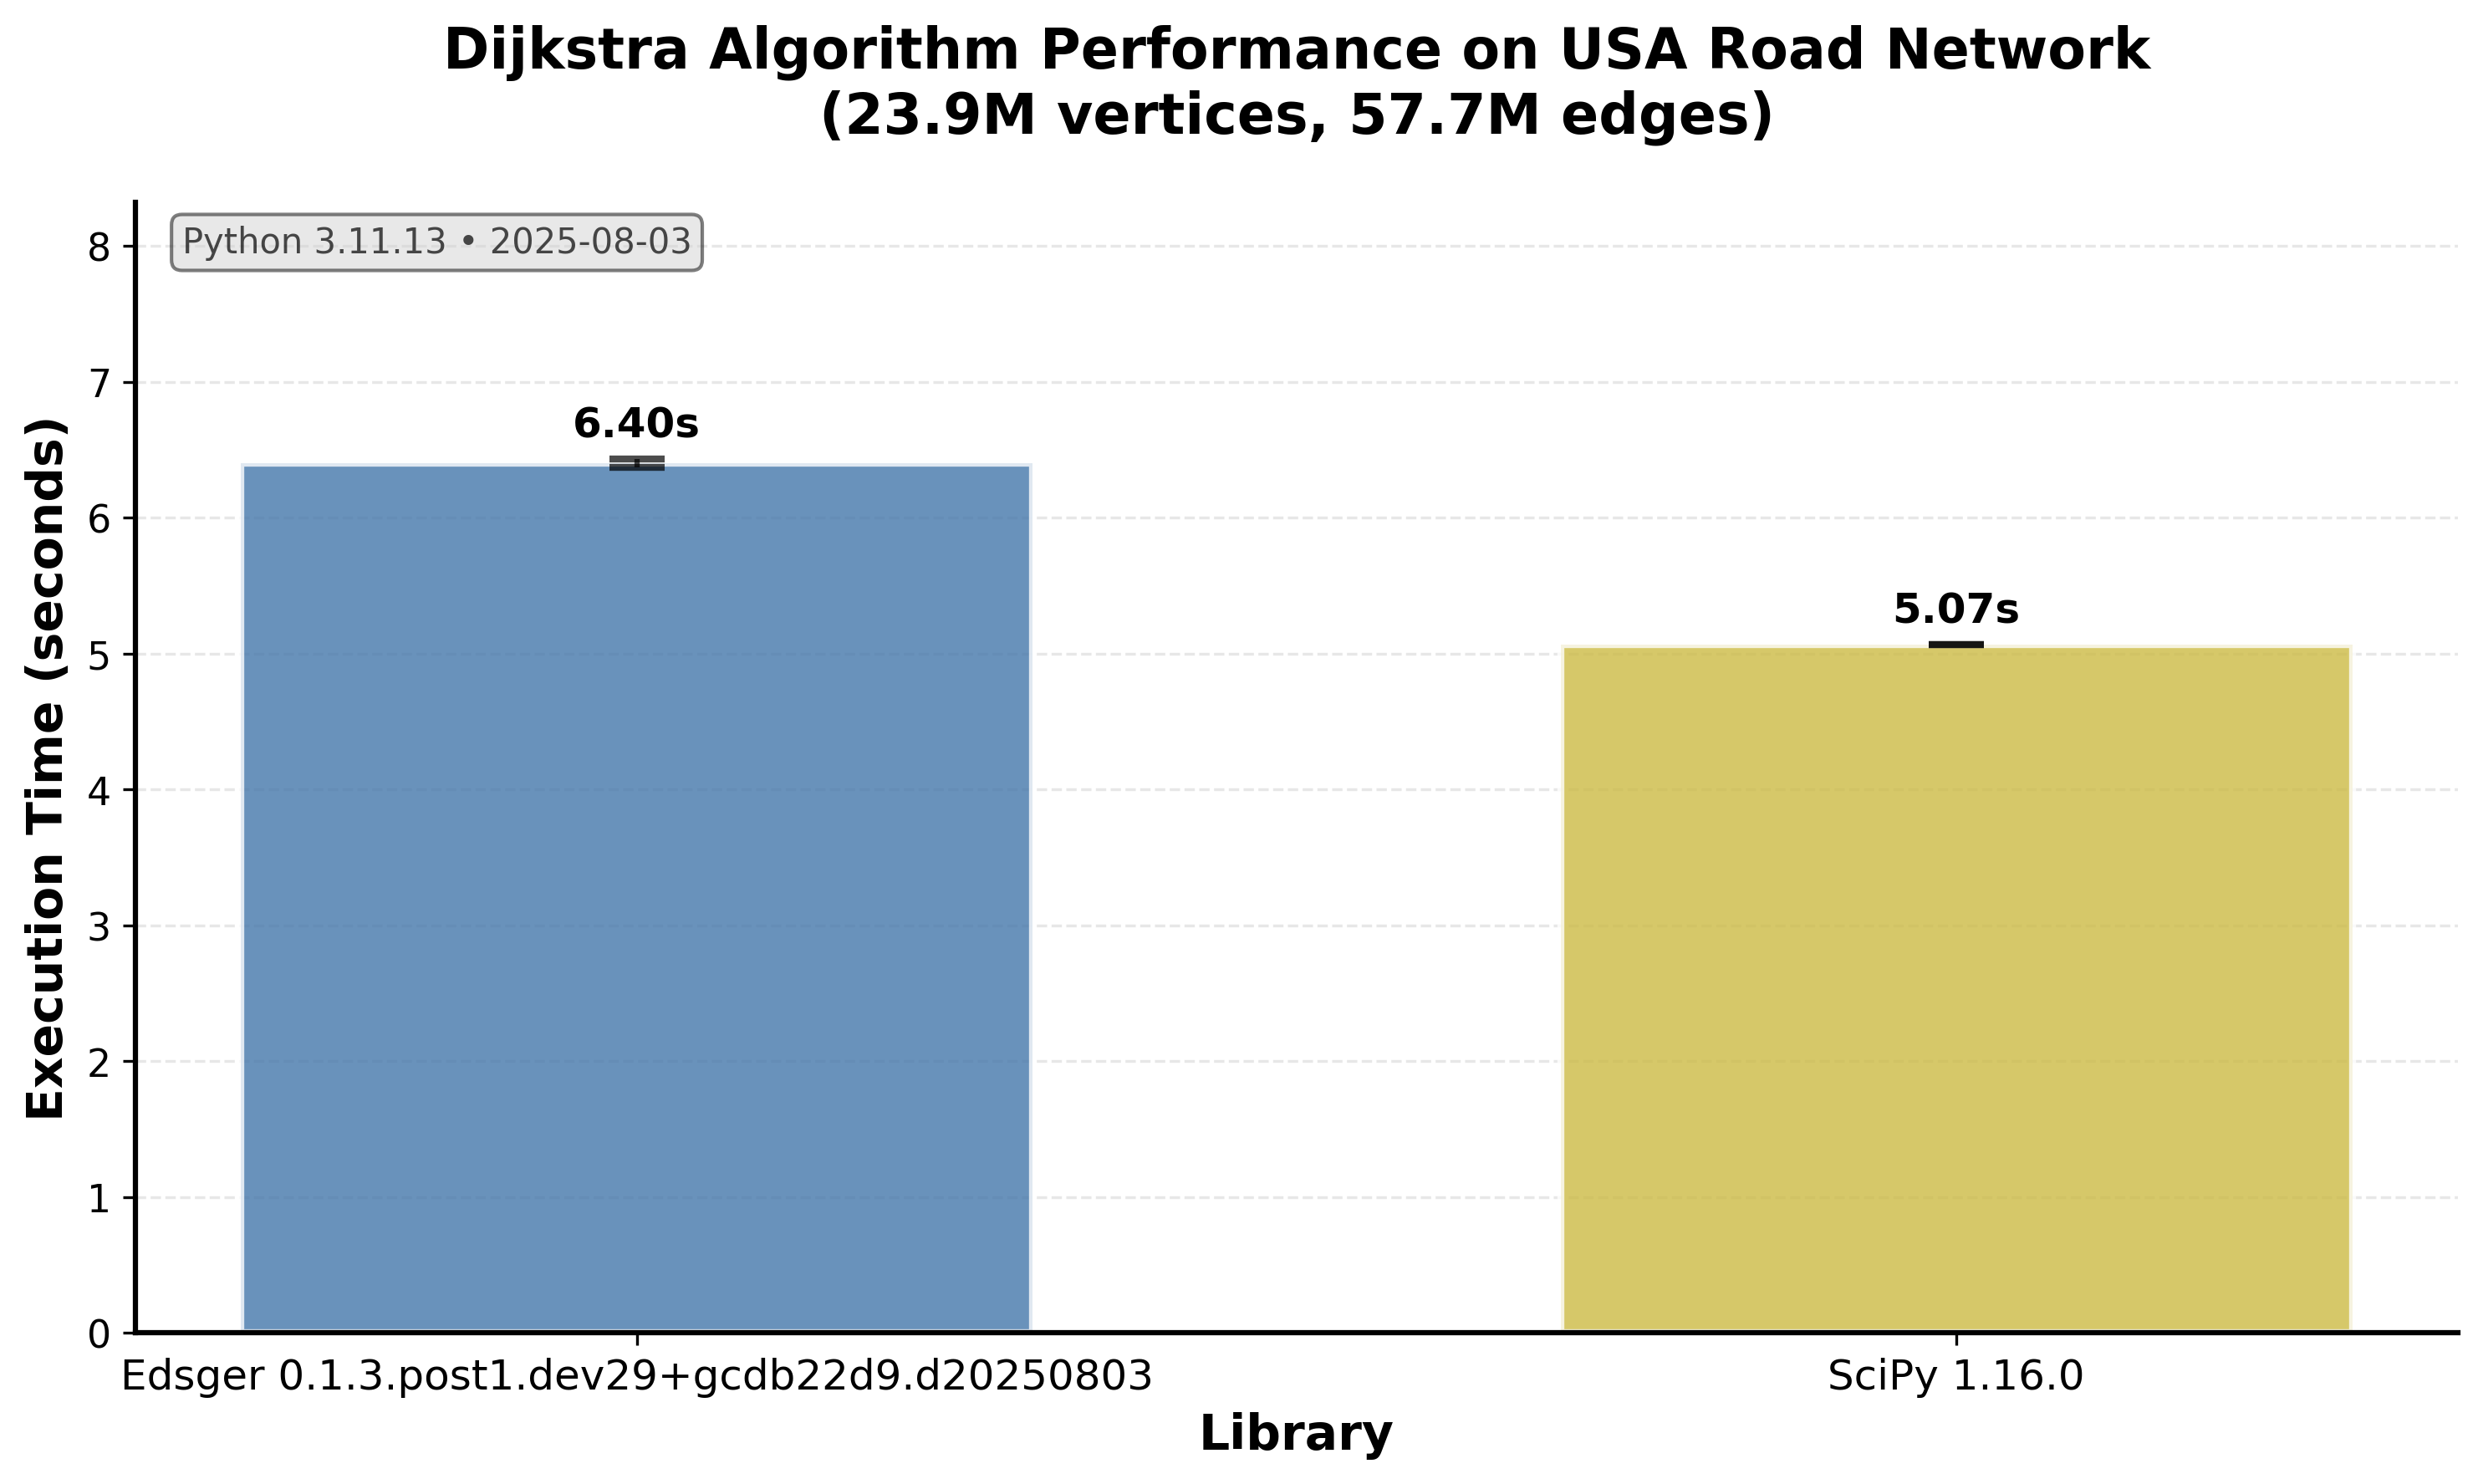 Dijkstra Algorithm Performance on USA Road Network
(23.9M vertices, 57.7M edges)
Python 3.11.13 • 2025-08-03
8
7
6
5
4
3
2
1
0
Execution Time (seconds)
6.40s
5.07s
Edsger 0.1.3.post1.dev29+gcdb22d9.d20250803
SciPy 1.16.0
Library